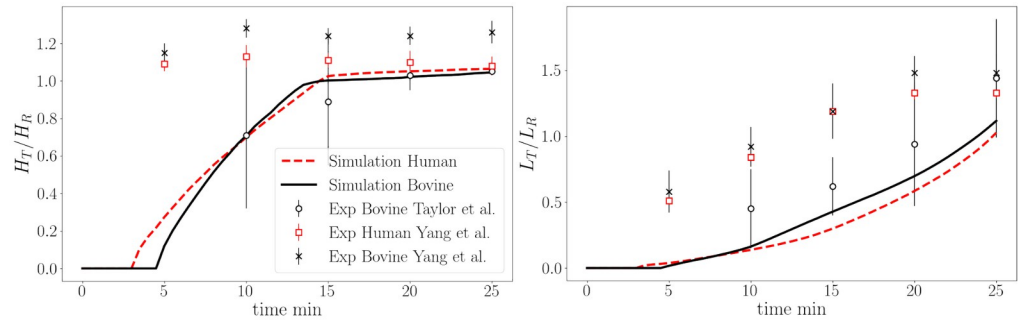 H_T/H_R
1.2
1.0
0.8
0.6
0.4
0.2
0.0
Simulation Human
Simulation Bovine
Exp Bovine Taylor et al.
Exp Human Yang et al.
Exp Bovine Yang et al.
0 5 10 15 20 25
time min
L_T/L_R
1.5
1.0
0.5
0.0
0 5 10 15 20 25
time min